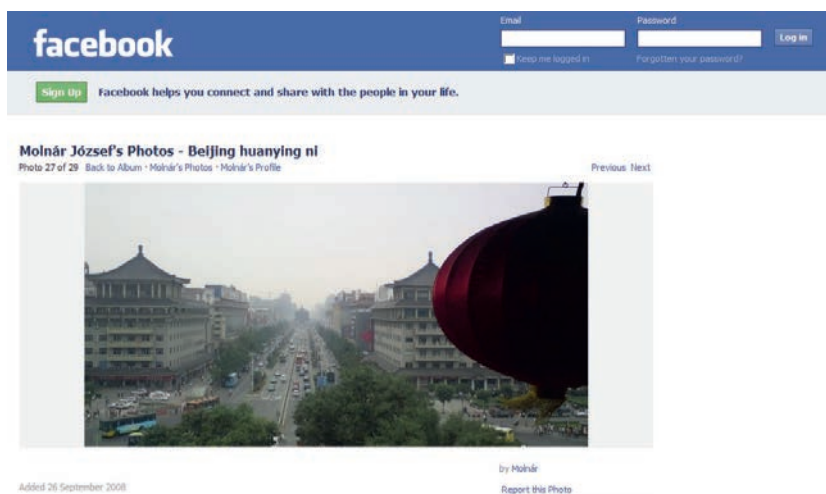 Email Password
facebook
Log in
Keep me logged in Forgotten your password?
Sign Up Facebook helps you connect and share with the people in your life.
Molnár József's Photos - Beijing huanying ni
Photo 27 of 29 Back to Album · Molnár's Photos · Molnár's Profile Previous Next
by Molnár
Added 26 September 2008
Report this Photo